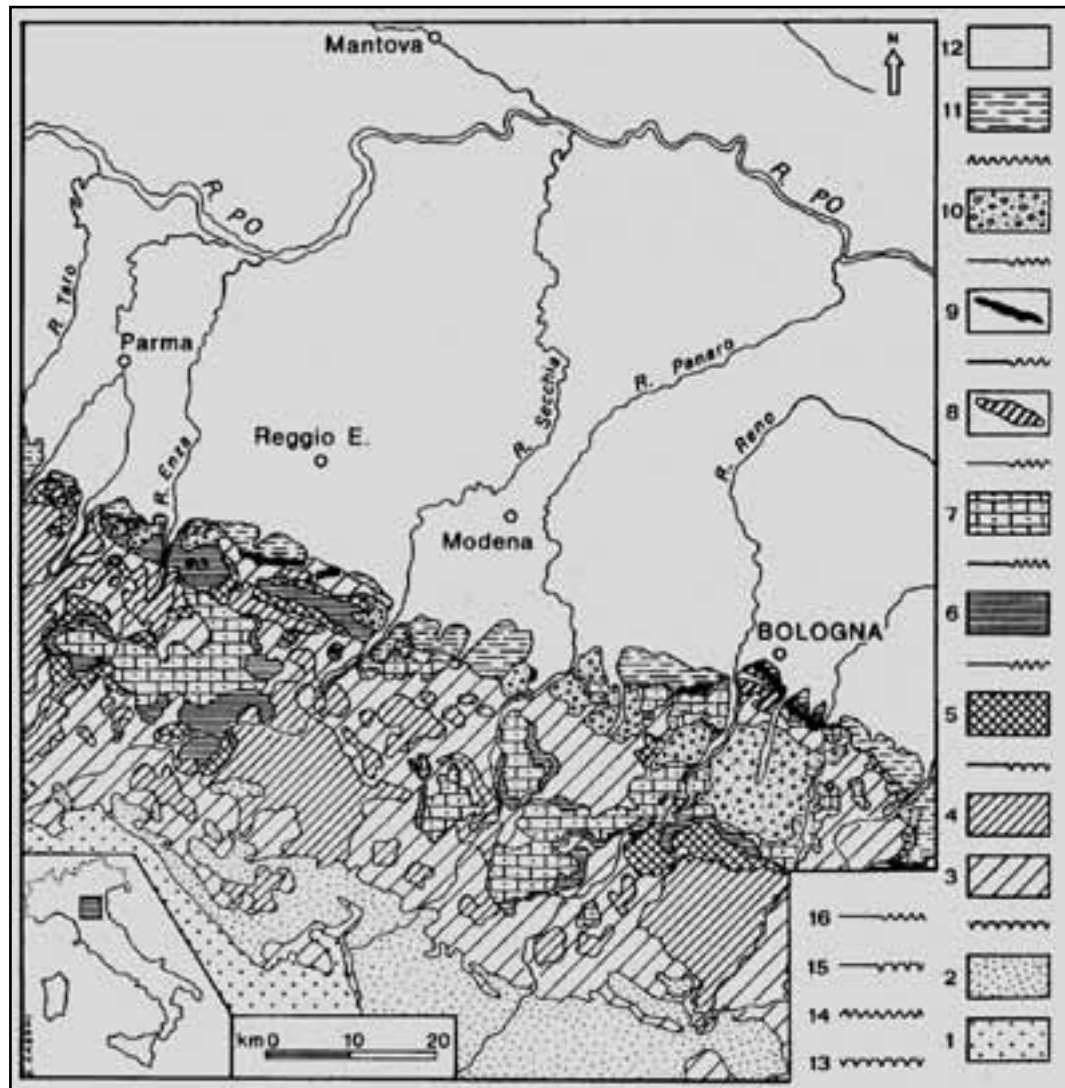 Mantova
N
R. PO
R. PO
R. Taro
Parma
R. Enza
Reggio E.
R. Secchia
Modena
R. Panaro
R. Reno
BOLOGNA
12
11
10
9
8
7
6
5
4
3
2
1
16
15
14
13
km 0 10 20